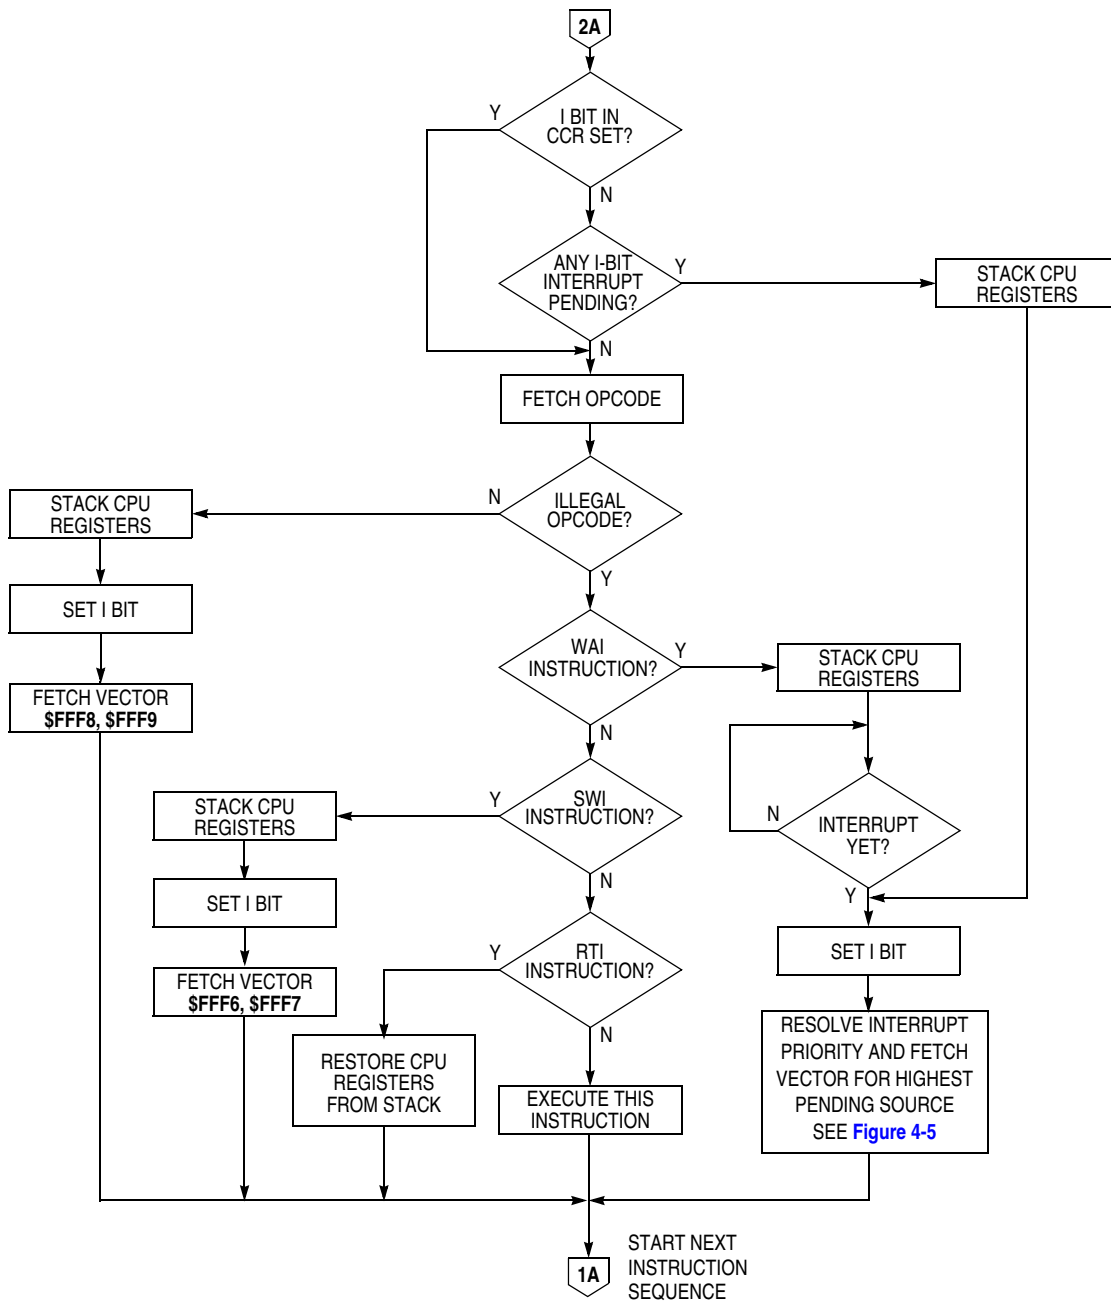 2A
Y
I BIT IN
CCR SET?
N
ANY I-BIT
INTERRUPT
PENDING?
Y
STACK CPU
REGISTERS
N
FETCH OPCODE
STACK CPU
REGISTERS
N
ILLEGAL
OPCODE?
Y
SET I BIT
WAI
INSTRUCTION?
Y
STACK CPU
REGISTERS
FETCH VECTOR
$FFF8, $FFF9
N
STACK CPU
REGISTERS
Y
SWI
INSTRUCTION?
N
INTERRUPT
YET?
N
Y
SET I BIT
SET I BIT
Y
RTI
INSTRUCTION?
FETCH VECTOR
$FFF6, $FFF7
N
RESOLVE INTERRUPT
PRIORITY AND FETCH
VECTOR FOR HIGHEST
PENDING SOURCE
SEE Figure 4-5
RESTORE CPU
REGISTERS
FROM STACK
EXECUTE THIS
INSTRUCTION
1A
START NEXT
INSTRUCTION
SEQUENCE